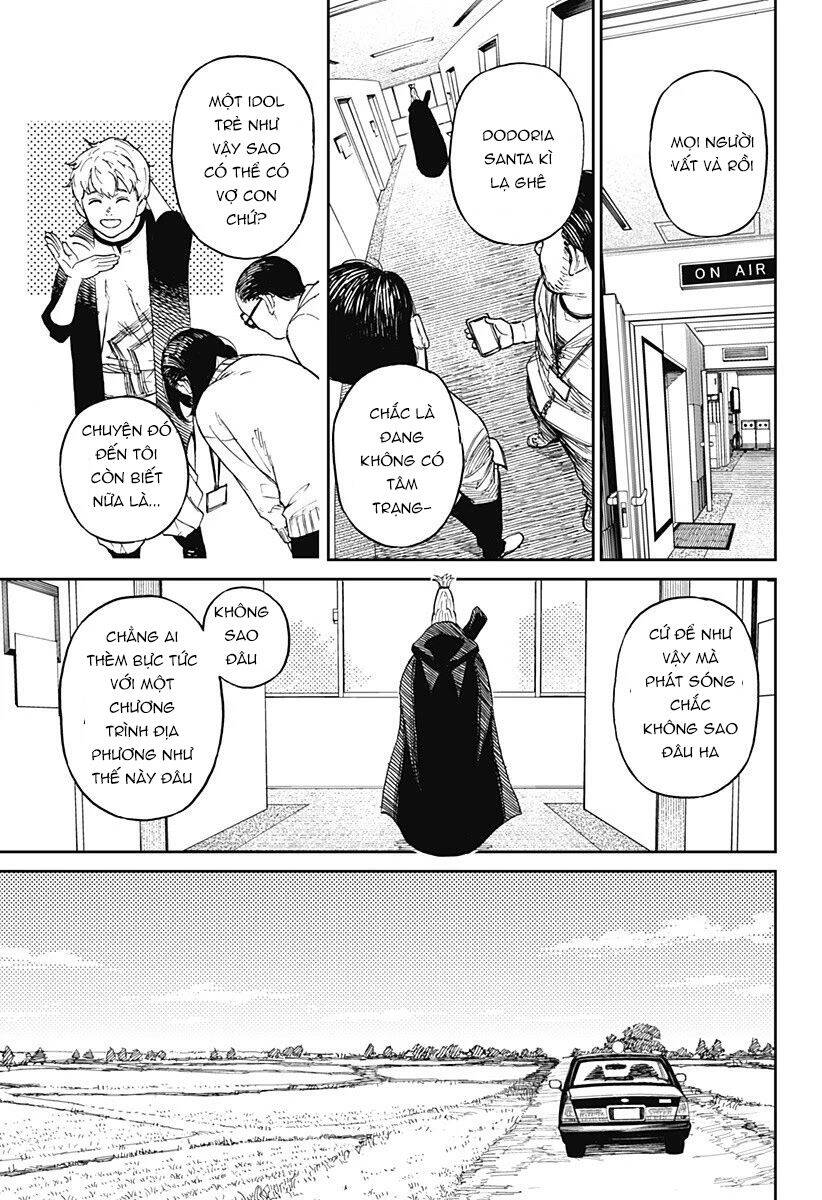 MỌI NGƯỜI
VẤT VẢ RỒI
ON AIR
DODORIA
SANTA KÌ
LẠ GHÊ
CHẮC LÀ
ĐANG
KHÔNG CÓ
TÂM
TRẠNG-
MỘT IDOL
TRẺ NHƯ
VẬY SAO
CÓ THỂ CÓ
VỢ CON
CHỨ?
CHUYỆN ĐÓ
ĐẾN TÔI
CÒN BIẾT
NỮA LÀ...
CỨ ĐỂ NHƯ
VẬY MÀ
PHÁT SÓNG
CHẮC
KHÔNG SAO
ĐÂU HA
KHÔNG
SAO
ĐÂU
CHẲNG AI
THÈM BỰC TỨC
VỚI MỘT
CHƯƠNG
TRÌNH ĐỊA
PHƯƠNG NHƯ
THẾ NÀY ĐÂU